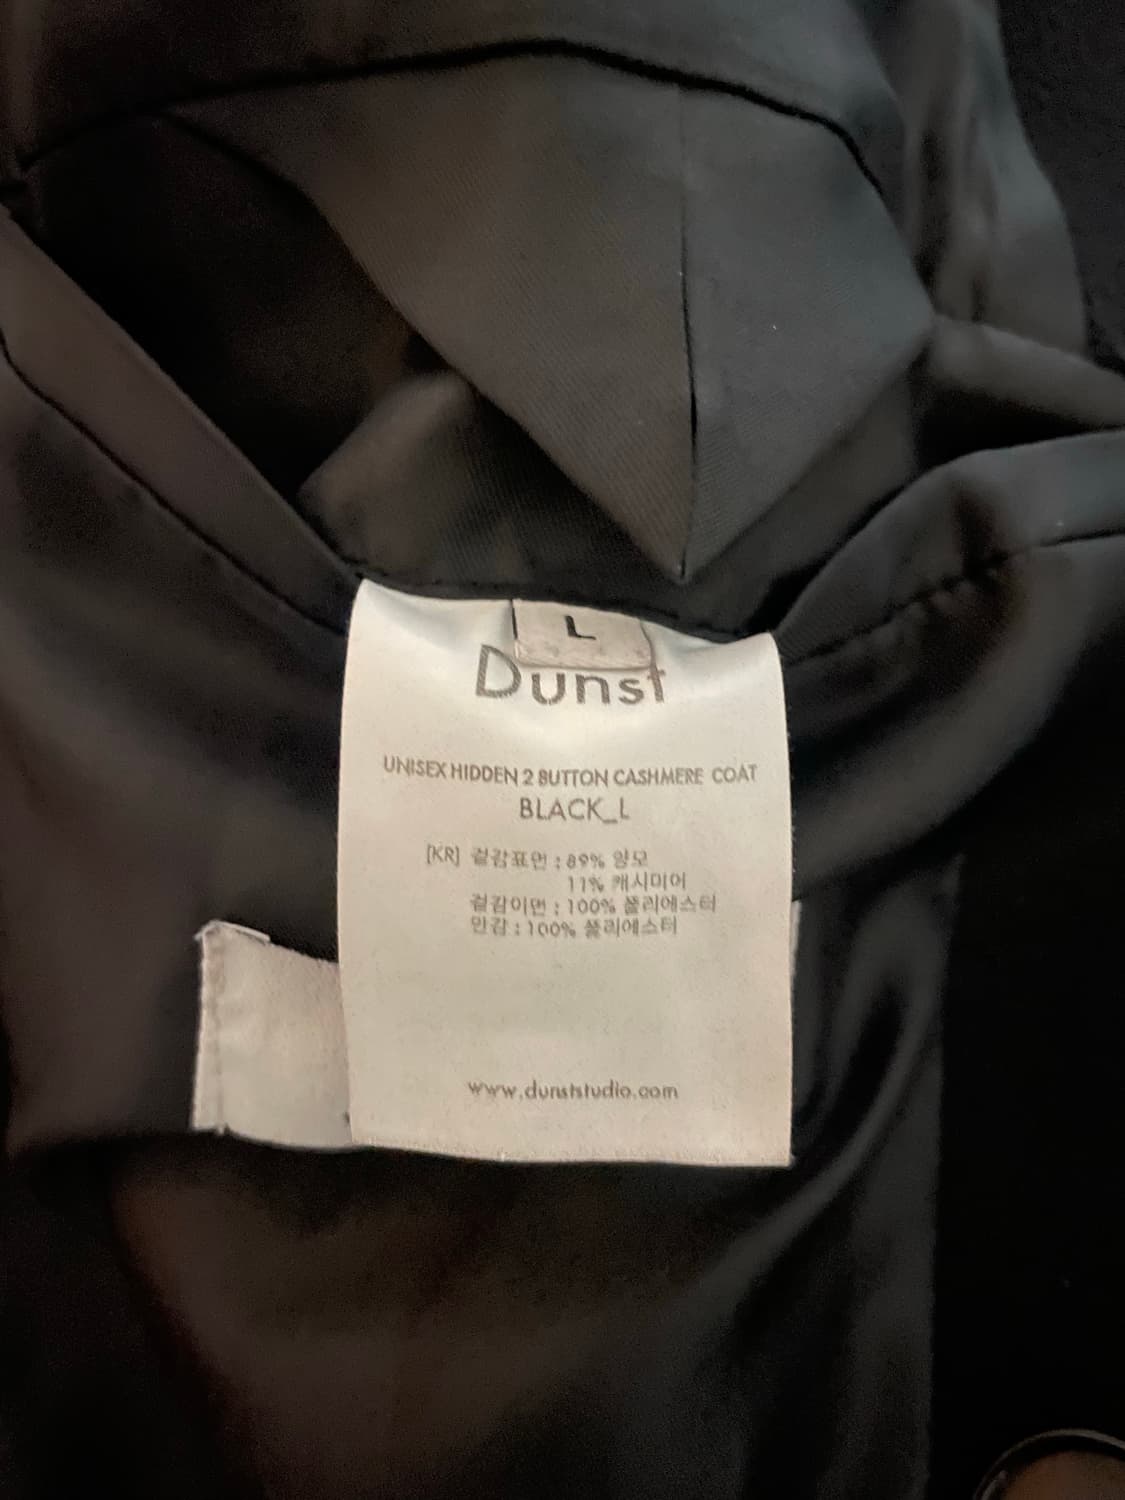 L
Dunst
UNISEX HIDDEN 2 BUTTON CASHMERE COAT
BLACK_L
[KR] 겉감표면 : 89% 양모
11% 캐시미어
겉감이면 : 100% 폴리에스터
안감 : 100% 폴리에스터
www.dunststudio.com